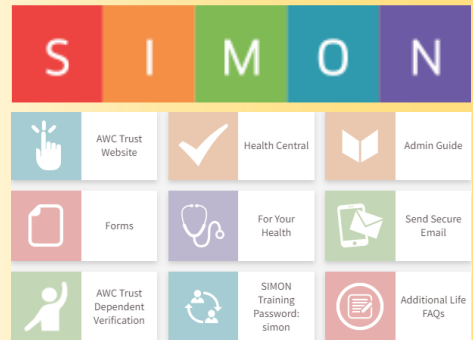 SIMON
AWC Trust
Website
Health Central
Admin Guide
Forms
For Your
Health
Send Secure
Email
AWC Trust
Dependent
Verification
SIMON
Training
Password:
simon
Additional Life
FAQs